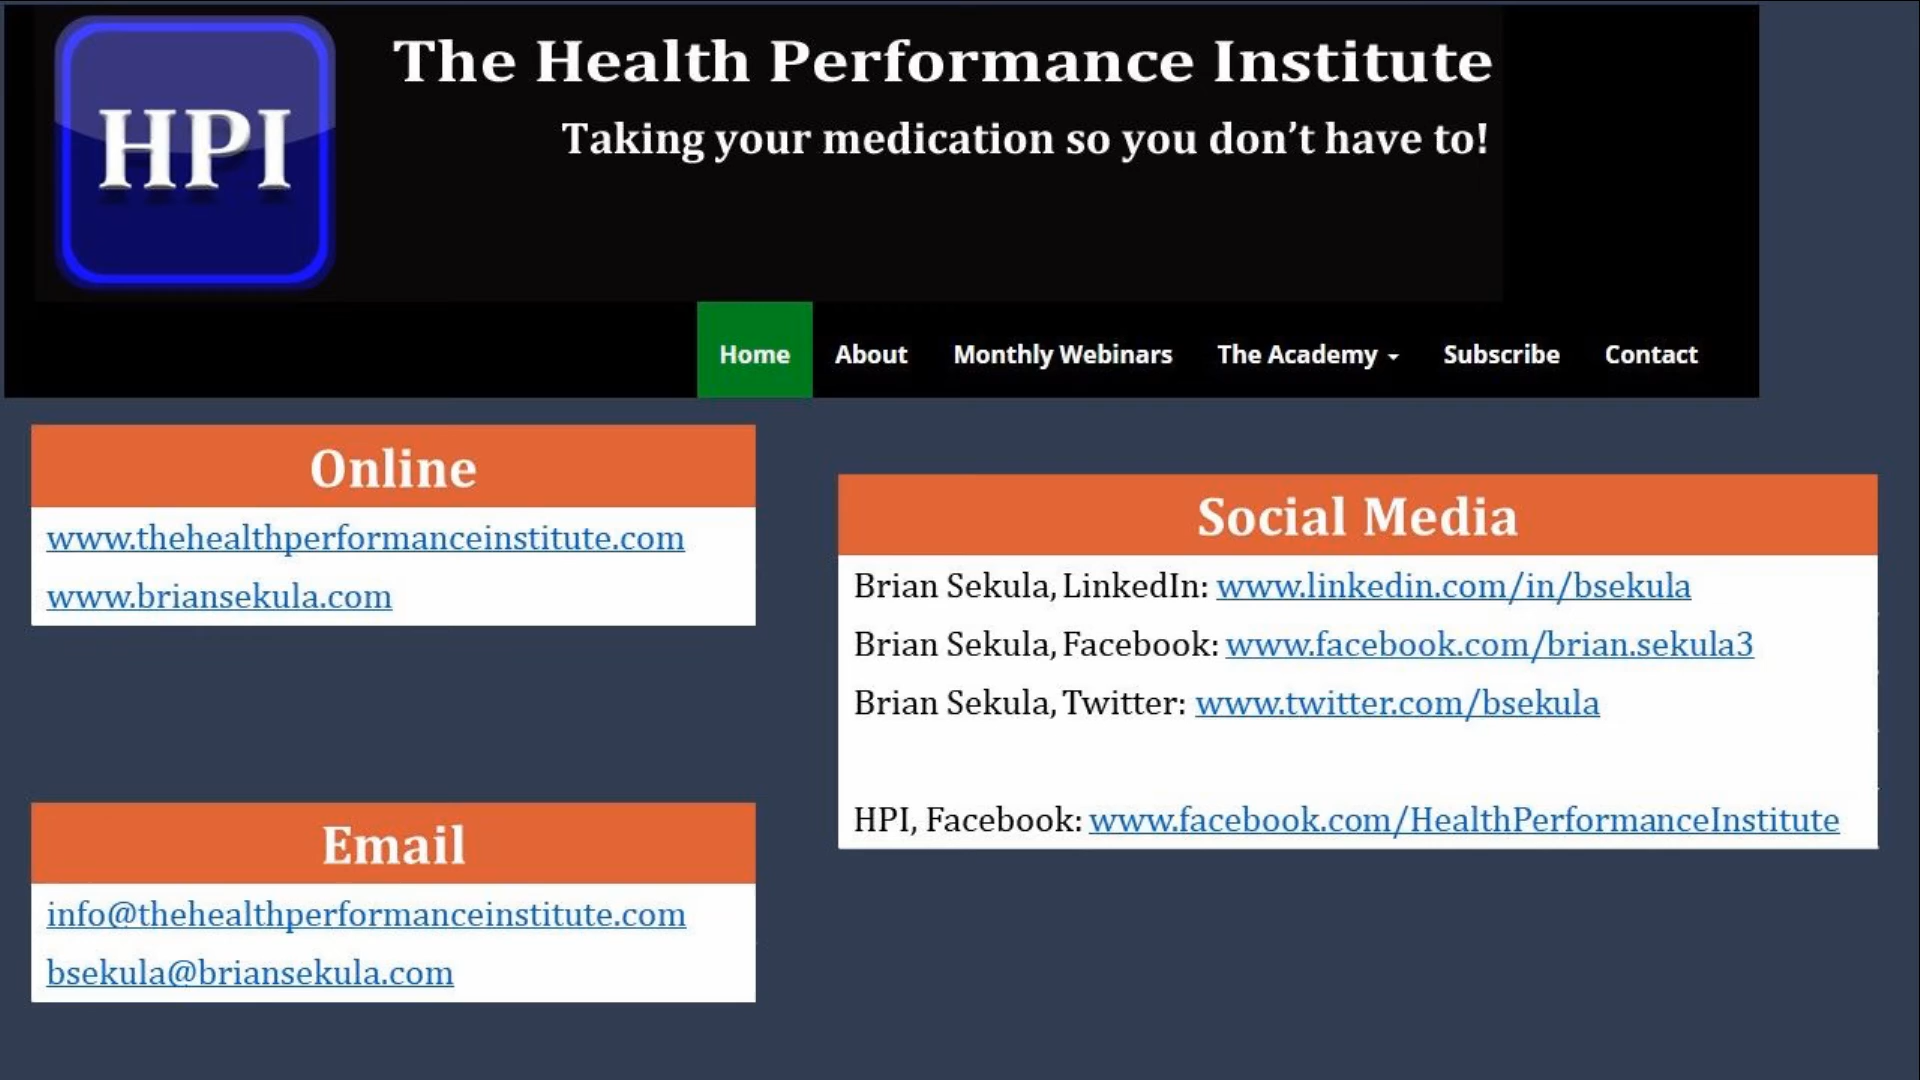 HPI
The Health Performance Institute
Taking your medication so you don’t have to!
Home About Monthly Webinars The Academy Subscribe Contact
Online
www.thehealthperformanceinstitute.com
www.briansekula.com
Social Media
Brian Sekula, LinkedIn: www.linkedin.com/in/bsekula
Brian Sekula, Facebook: www.facebook.com/brian.sekula3
Brian Sekula, Twitter: www.twitter.com/bsekula
HPI, Facebook: www.facebook.com/HealthPerformanceInstitute
Email
info@thehealthperformanceinstitute.com
bsekula@briansekula.com